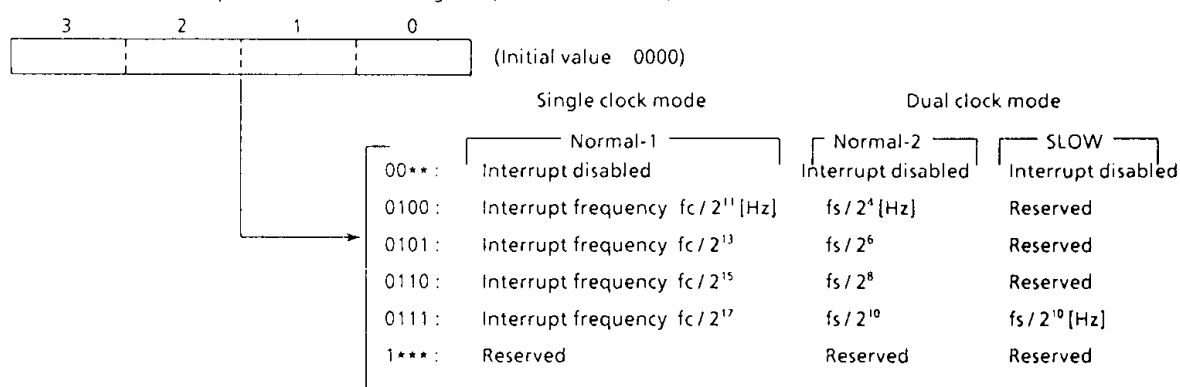 3 2 1 0
(Initial value 0000)
Single clock mode Dual clock mode
Normal-1 Normal-2 SLOW
00**: Interrupt disabled Interrupt disabled Interrupt disabled
0100: Interrupt frequency fc/2¹¹ [Hz] fs/2⁴ [Hz] Reserved
0101: Interrupt frequency fc/2¹³ fs/2⁶ Reserved
0110: Interrupt frequency fc/2¹⁵ fs/2⁸ Reserved
0111: Interrupt frequency fc/2¹⁷ fs/2¹⁰ fs/2¹⁰ [Hz]
1***: Reserved Reserved Reserved